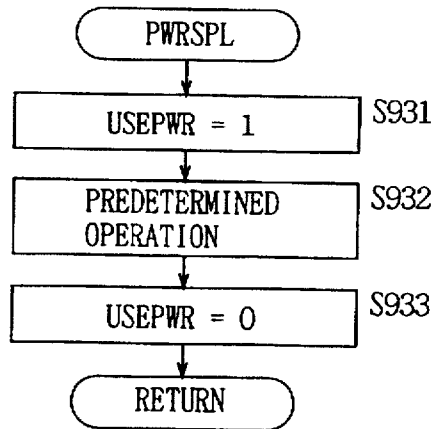 PWRSPL
USEPWR = 1
S931
PREDETERMINED
OPERATION
S932
USEPWR = 0
S933
RETURN